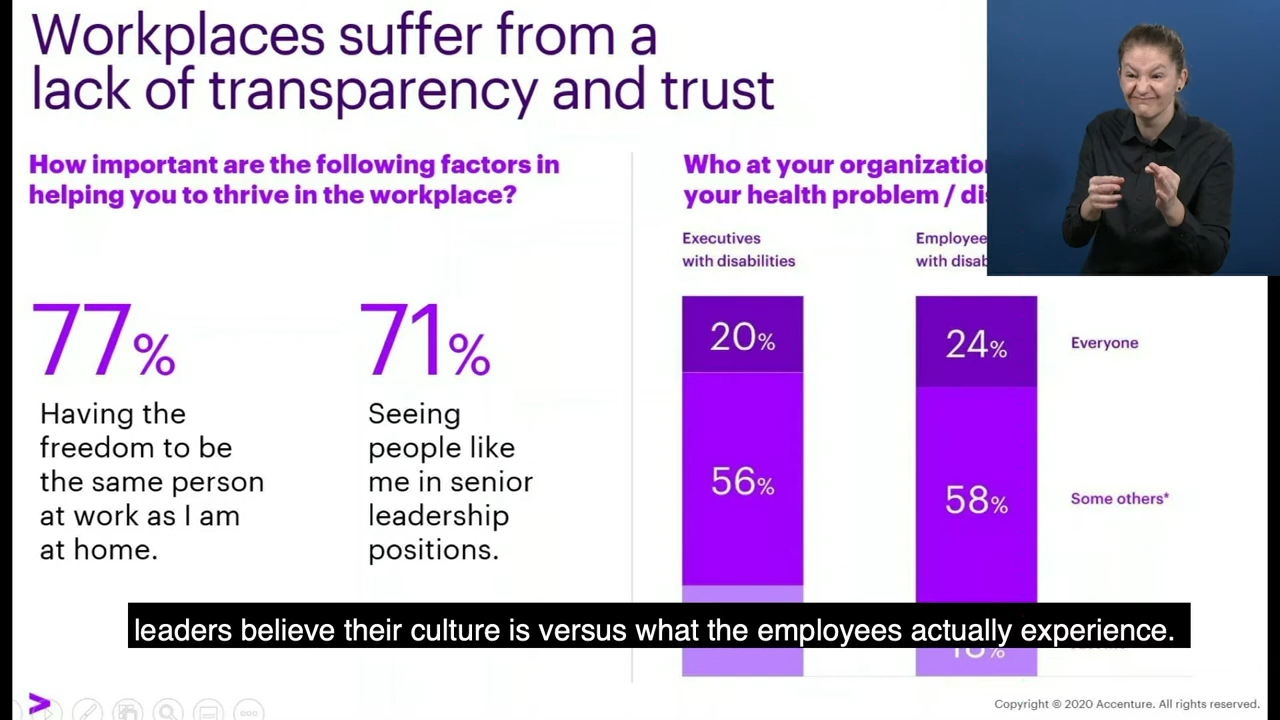 Workplaces suffer from a
lack of transparency and trust
How important are the following factors in
helping you to thrive in the workplace?
77%
Having the
freedom to be
the same person
at work as I am
at home.
71%
Seeing
people like
me in senior
leadership
positions.
Who at your
your health problem /
Executives
with disabilities
with
20%
24%
Everyone
56%
58%
Some others*
leaders believe their culture is versus what the employees actually experience.
Copyright © 2020 Accenture. All rights reserved.